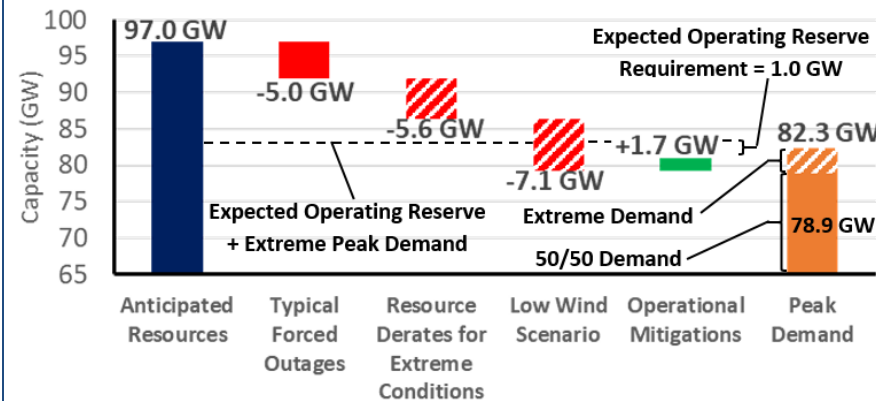 100
95
90
85
80
75
70
65
Capacity (GW)
97.0 GW
-5.0 GW
-5.6 GW
-7.1 GW
+1.7 GW
82.3 GW
78.9 GW
Expected Operating Reserve
Requirement = 1.0 GW
Expected Operating Reserve
+ Extreme Peak Demand
Extreme Demand
50/50 Demand
Anticipated
Resources
Typical
Forced
Outages
Resource
Derates for
Extreme
Conditions
Low Wind
Scenario
Operational
Mitigations
Peak
Demand